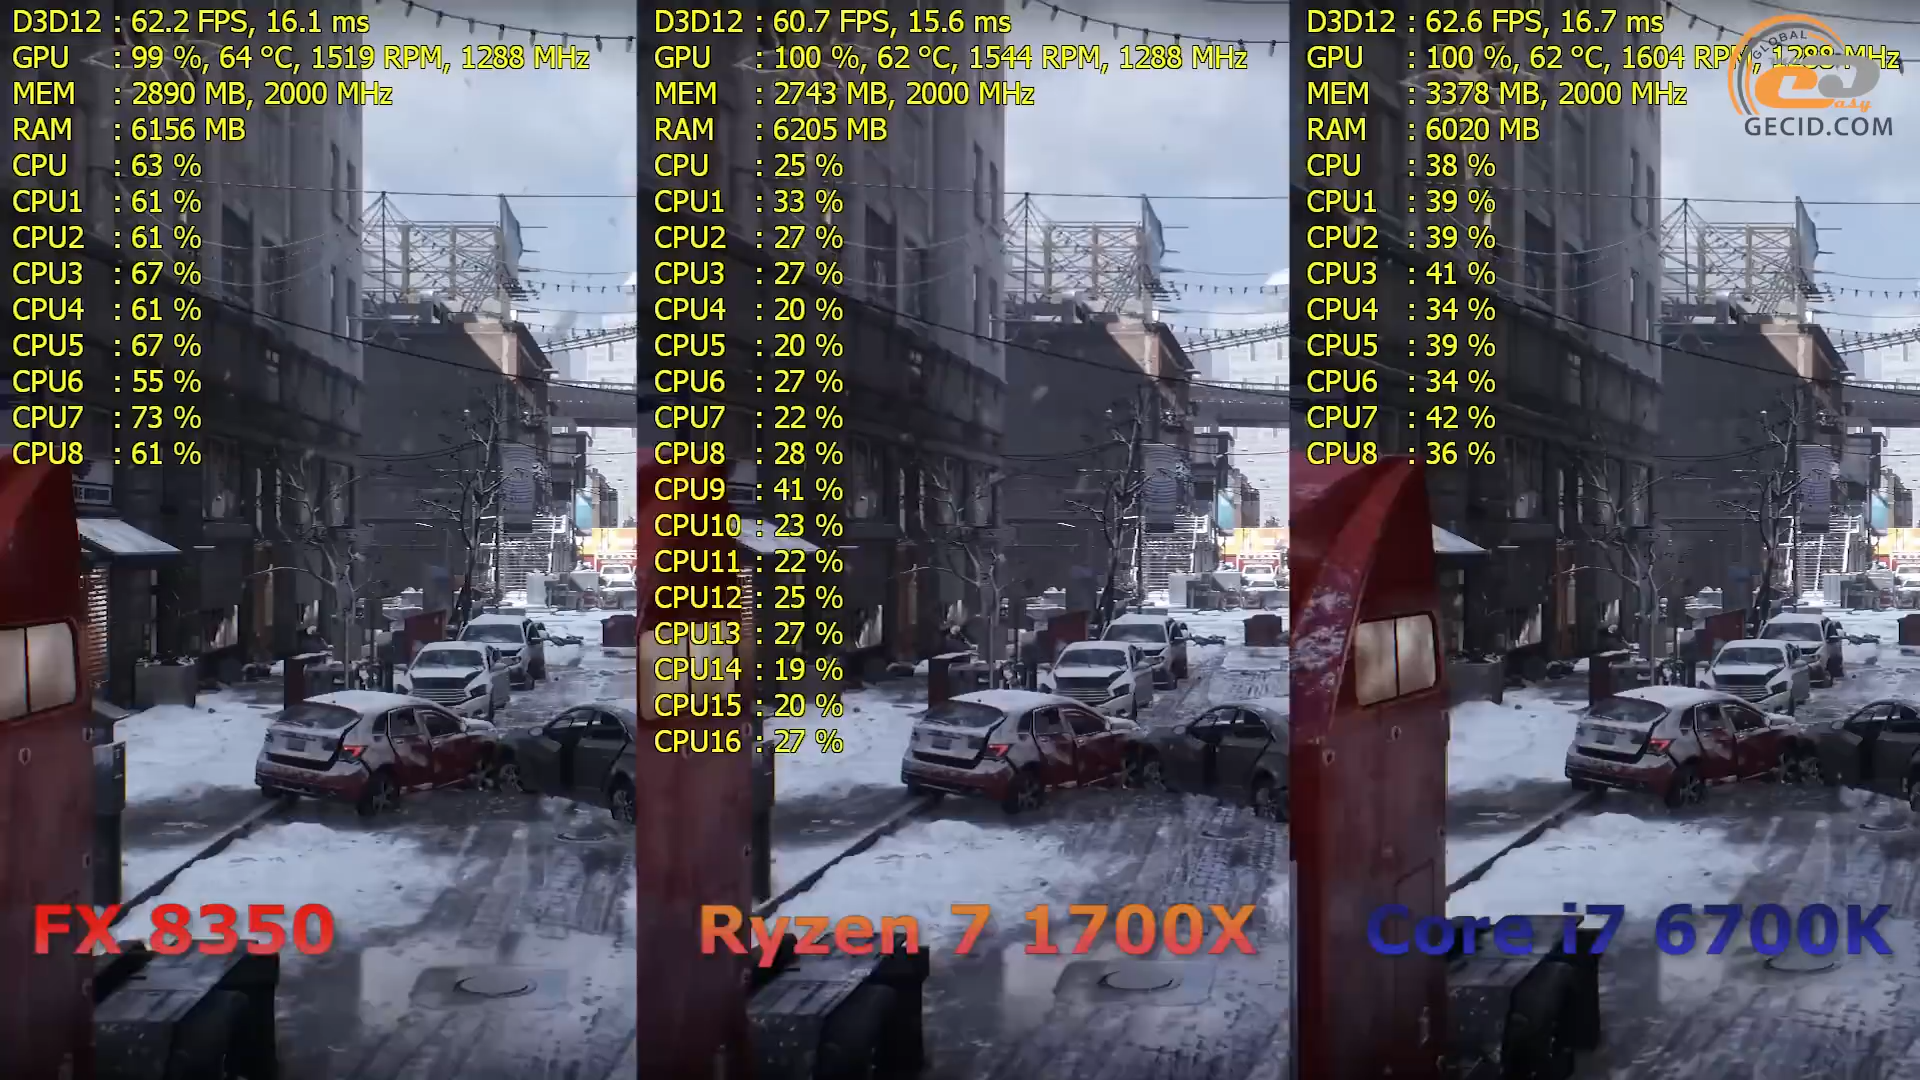 D3D12 : 62.2 FPS, 16.1 ms
GPU : 99 %, 64 °C, 1519 RPM, 1288 MHz
MEM : 2890 MB, 2000 MHz
RAM : 6156 MB
CPU : 63 %
CPU1 : 61 %
CPU2 : 61 %
CPU3 : 67 %
CPU4 : 61 %
CPU5 : 67 %
CPU6 : 55 %
CPU7 : 73 %
CPU8 : 61 %
FX 8350
D3D12 : 60.7 FPS, 15.6 ms
GPU : 100 %, 62 °C, 1544 RPM, 1288 MHz
MEM : 2743 MB, 2000 MHz
RAM : 6205 MB
CPU : 25 %
CPU1 : 33 %
CPU2 : 27 %
CPU3 : 27 %
CPU4 : 20 %
CPU5 : 20 %
CPU6 : 27 %
CPU7 : 22 %
CPU8 : 28 %
CPU9 : 41 %
CPU10 : 23 %
CPU11 : 22 %
CPU12 : 25 %
CPU13 : 27 %
CPU14 : 19 %
CPU15 : 20 %
CPU16 : 27 %
Ryzen 7 1700X
D3D12 : 62.6 FPS, 16.7 ms
GPU : 100 %, 62 °C, 1604 RPM, 1288 MHz
MEM : 3378 MB, 2000 MHz
RAM : 6020 MB
CPU : 38 %
CPU1 : 39 %
CPU2 : 39 %
CPU3 : 41 %
CPU4 : 34 %
CPU5 : 39 %
CPU6 : 34 %
CPU7 : 42 %
CPU8 : 36 %
Core i7 6700K
GLOBAL
easy
GECID.COM